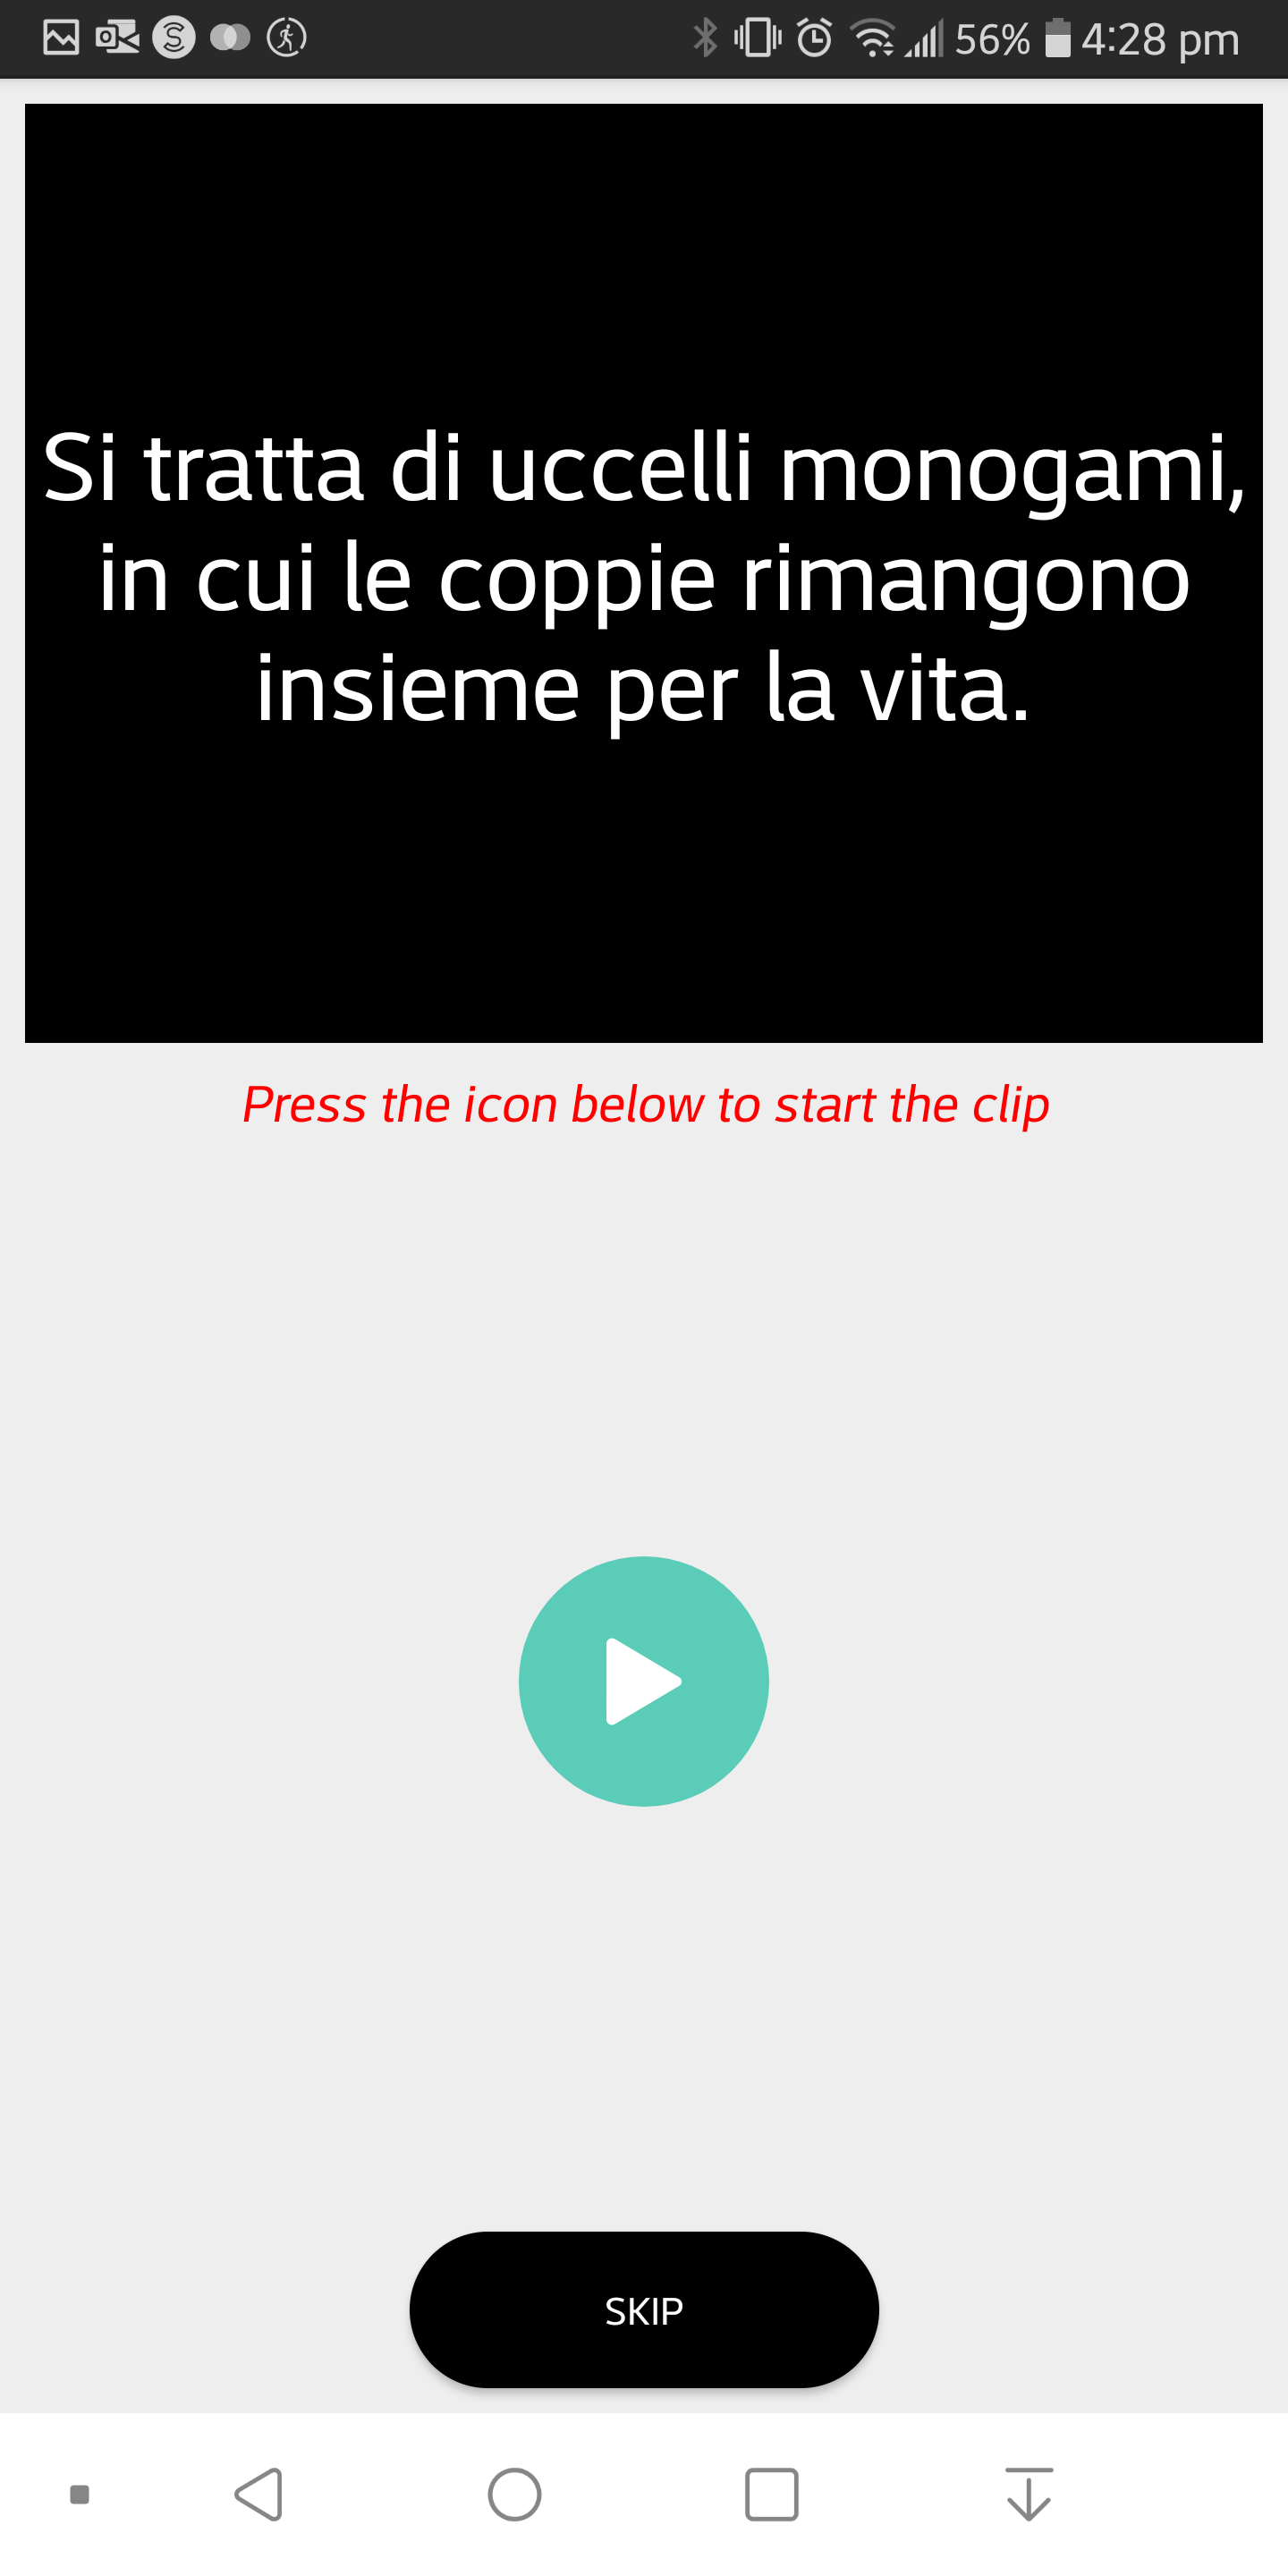 56% 4:28 pm
Si tratta di uccelli monogami,
in cui le coppie rimangono
insieme per la vita.
Press the icon below to start the clip
SKIP